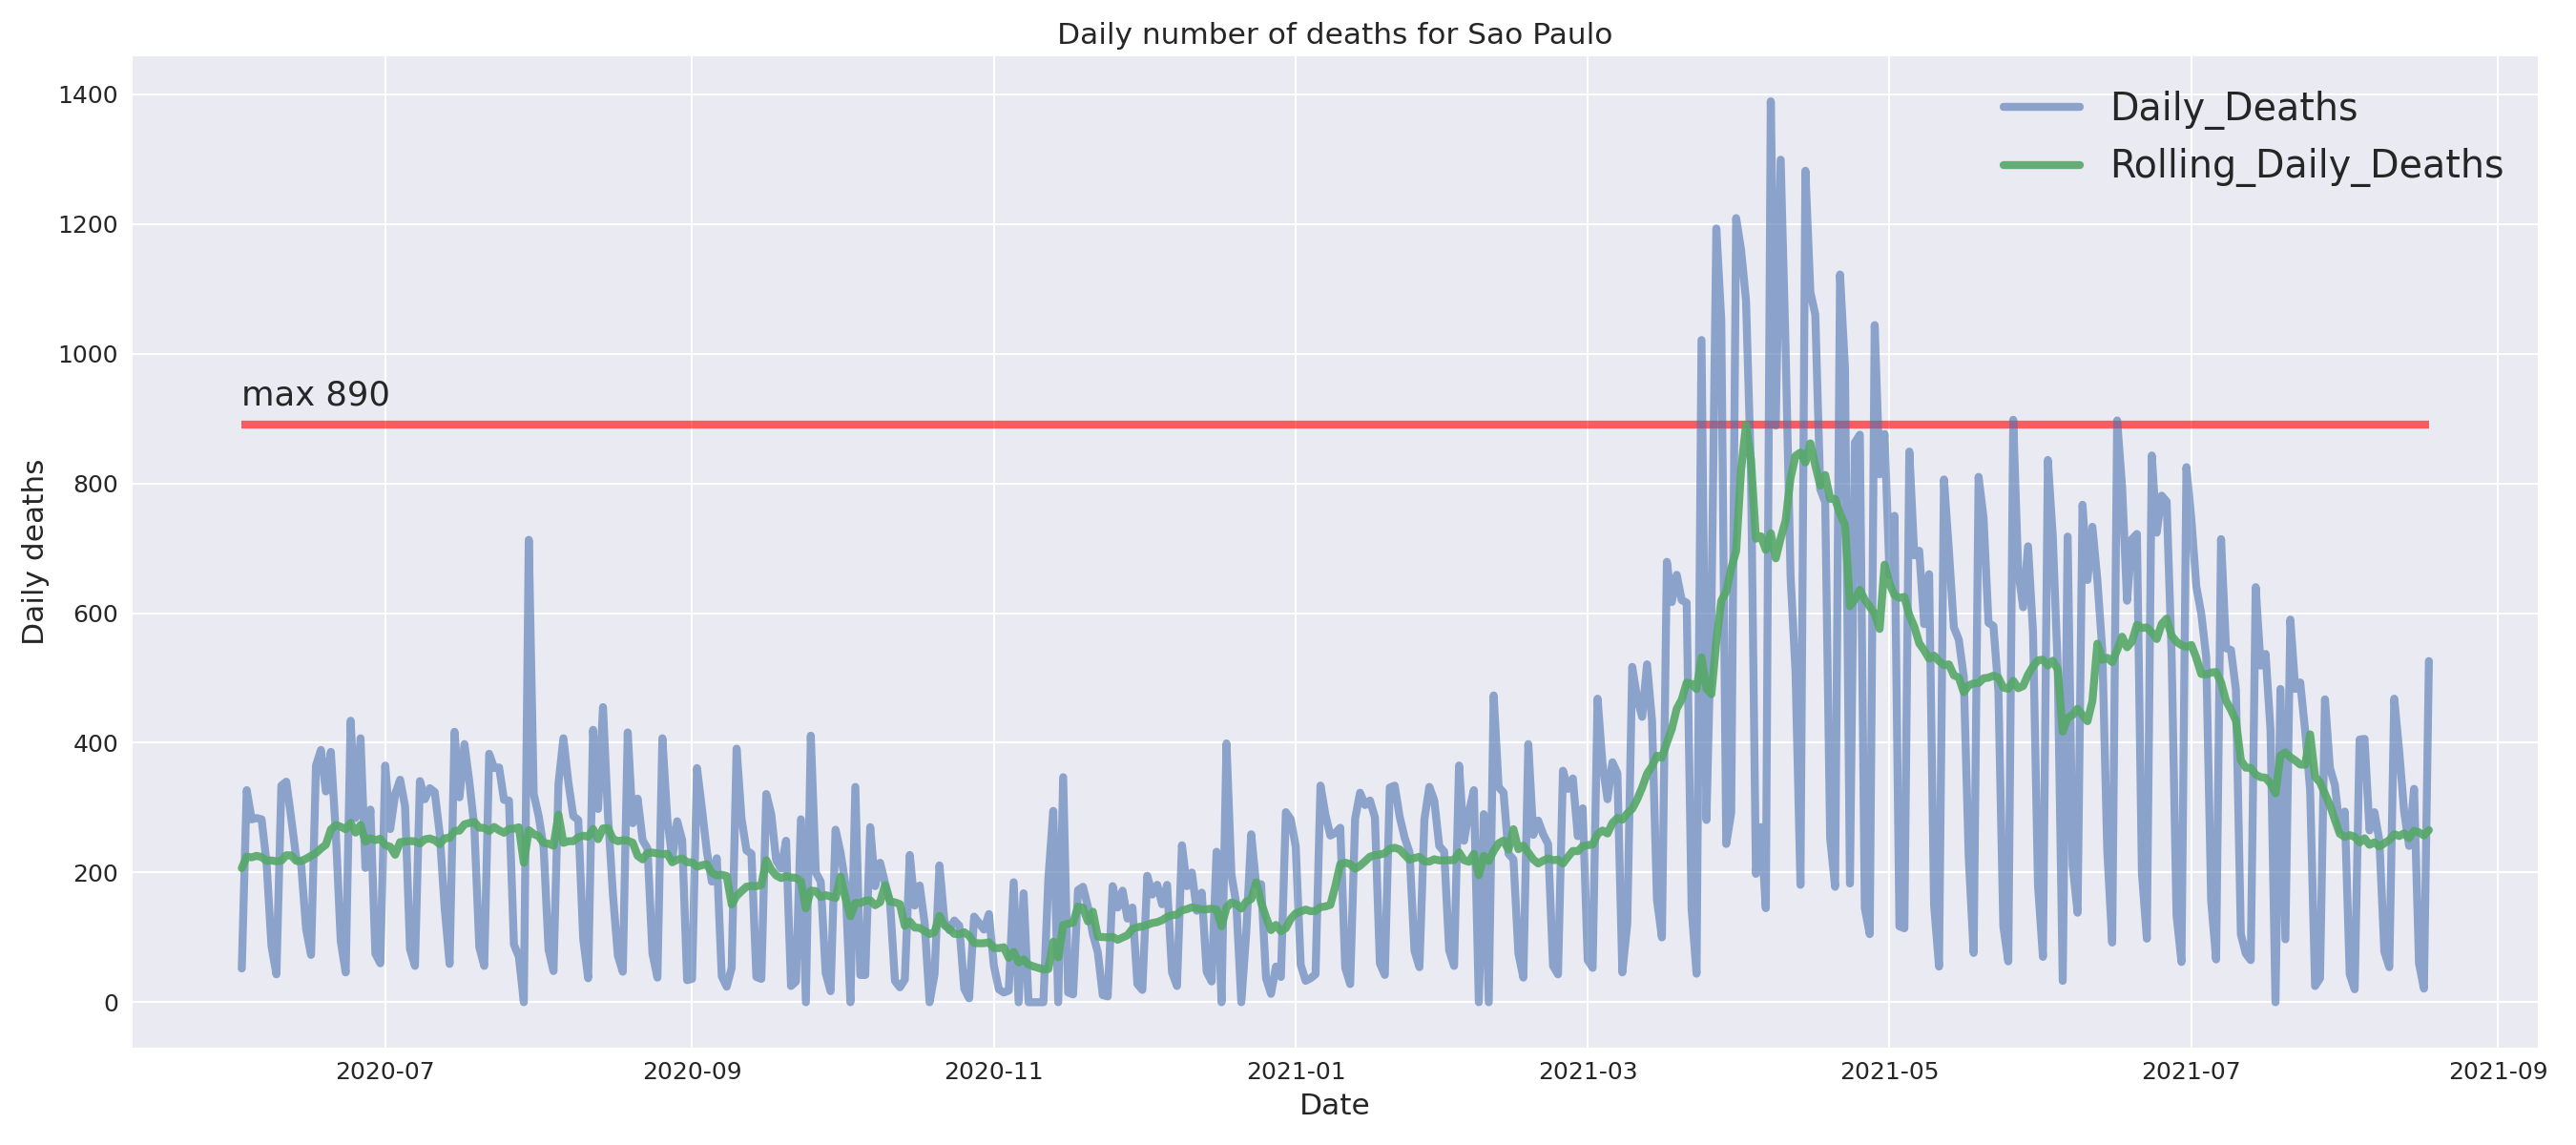 Daily number of deaths for Sao Paulo
1400
1200
1000
800
600
400
200
0
Daily deaths
max 890
Daily_Deaths
Rolling_Daily_Deaths
2020-07
2020-09
2020-11
2021-01
2021-03
2021-05
2021-07
2021-09
Date